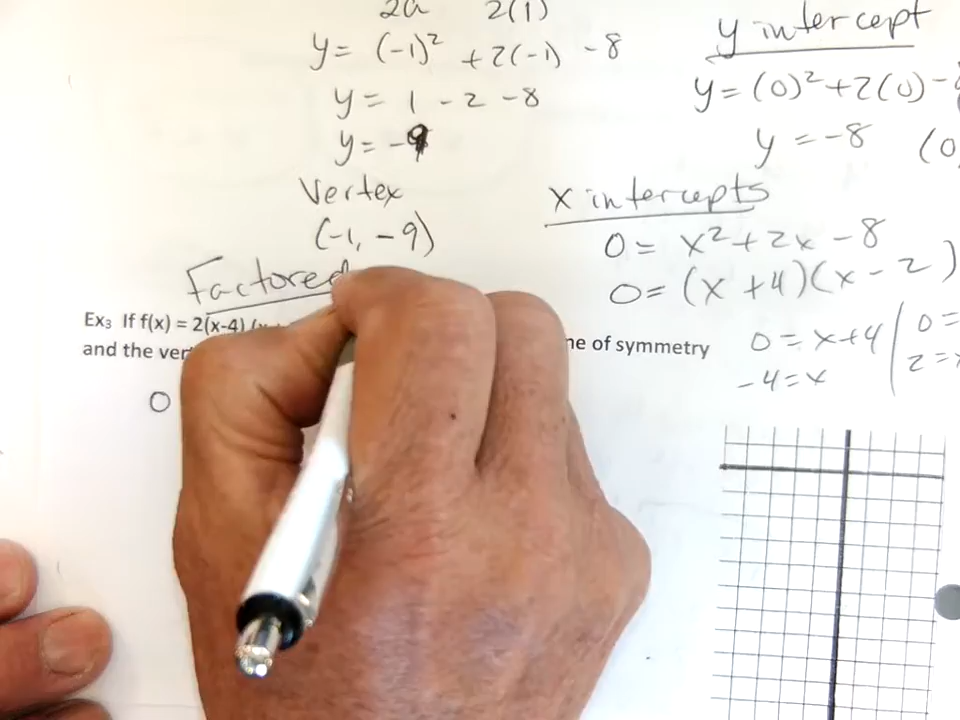 2a 2(1)
y = (-1)² + 2(-1) - 8
y = 1 - 2 - 8
y = -9
Vertex
(-1, -9)
y intercept
y = (0)² + 2(0) -
y = -8 (0
x intercepts
0 = x² + 2x - 8
0 = (x + 4)(x - 2)
0 = x + 4 0 =
-4 = x 2 =
Factored
Ex3 If f(x) = 2(x-4)
and the of symmetry
0